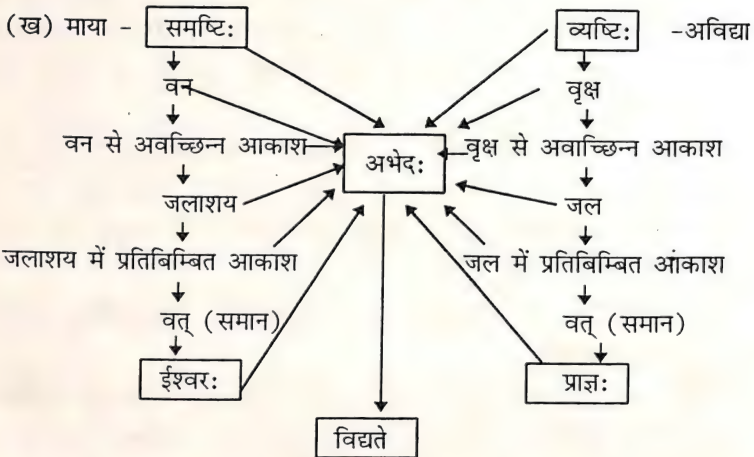 (ख) माया - समष्टि: व्यष्टि: -अविद्या
वन वृक्ष
वन से अवच्छिन्न आकाश अभेद: वृक्ष से अवाच्छिन्न आकाश
जलाशय जल
जलाशय में प्रतिबिम्बित आकाश जल में प्रतिबिम्बित आंकाश
वत् (समान) वत् (समान)
ईश्वर: प्राज्ञ:
विद्यते